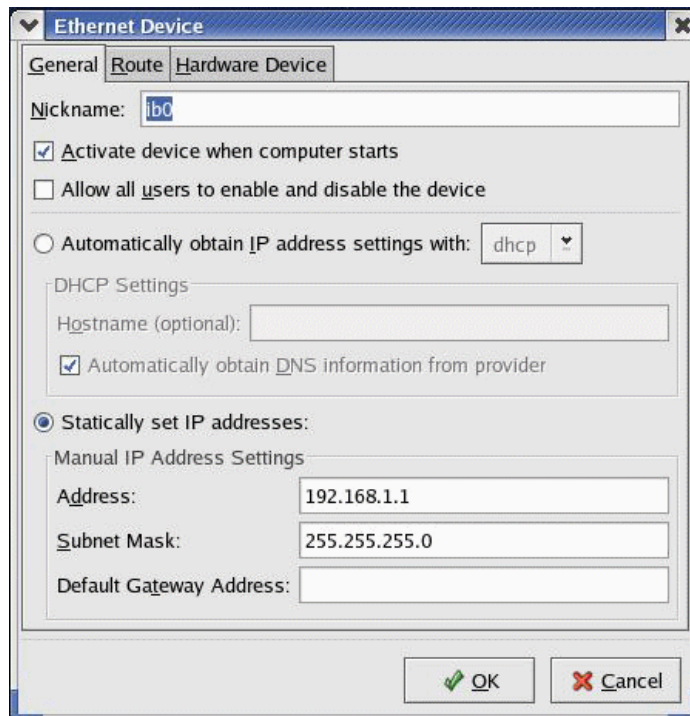 Ethernet Device
General Route Hardware Device
Nickname: ib0
Activate device when computer starts
Allow all users to enable and disable the device
Automatically obtain IP address settings with: dhcp
DHCP Settings
Hostname (optional):
Automatically obtain DNS information from provider
Statically set IP addresses:
Manual IP Address Settings
Address: 192.168.1.1
Subnet Mask: 255.255.255.0
Default Gateway Address:
OK Cancel